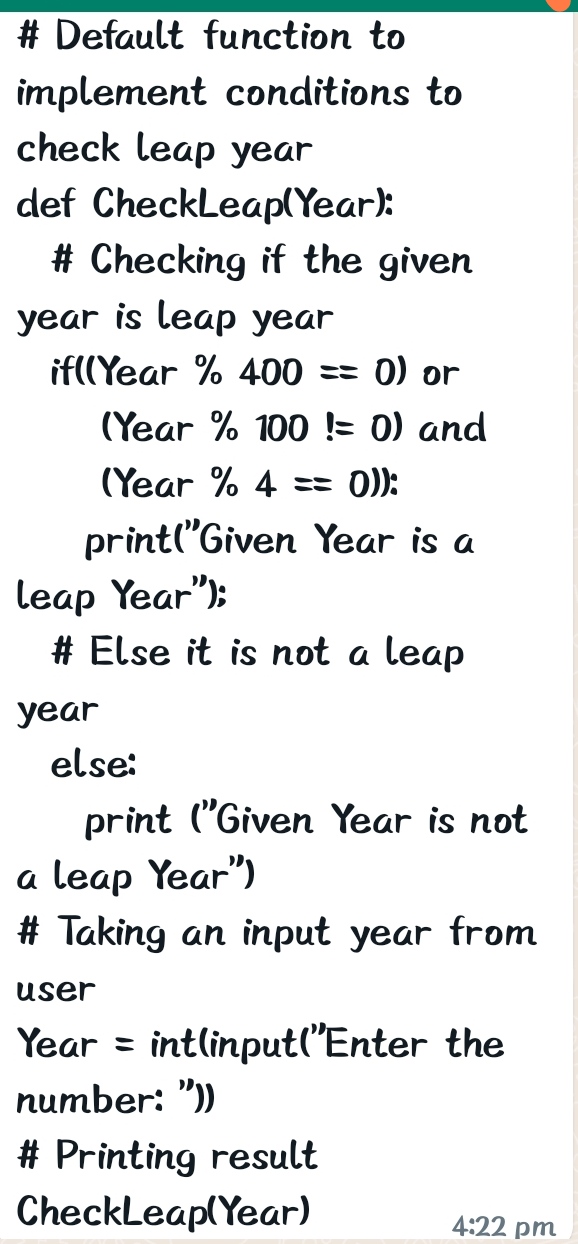 # Default function to
implement conditions to
check leap year
def CheckLeap(Year):
# Checking if the given
year is leap year
if((Year % 400 == 0) or
(Year % 100 != 0) and
(Year % 4 == 0)):
print("Given Year is a
leap Year");
# Else it is not a leap
year
else:
print ("Given Year is not
a leap Year")
# Taking an input year from
user
Year = int(input("Enter the
number: "))
# Printing result
CheckLeap(Year)
4:22 pm